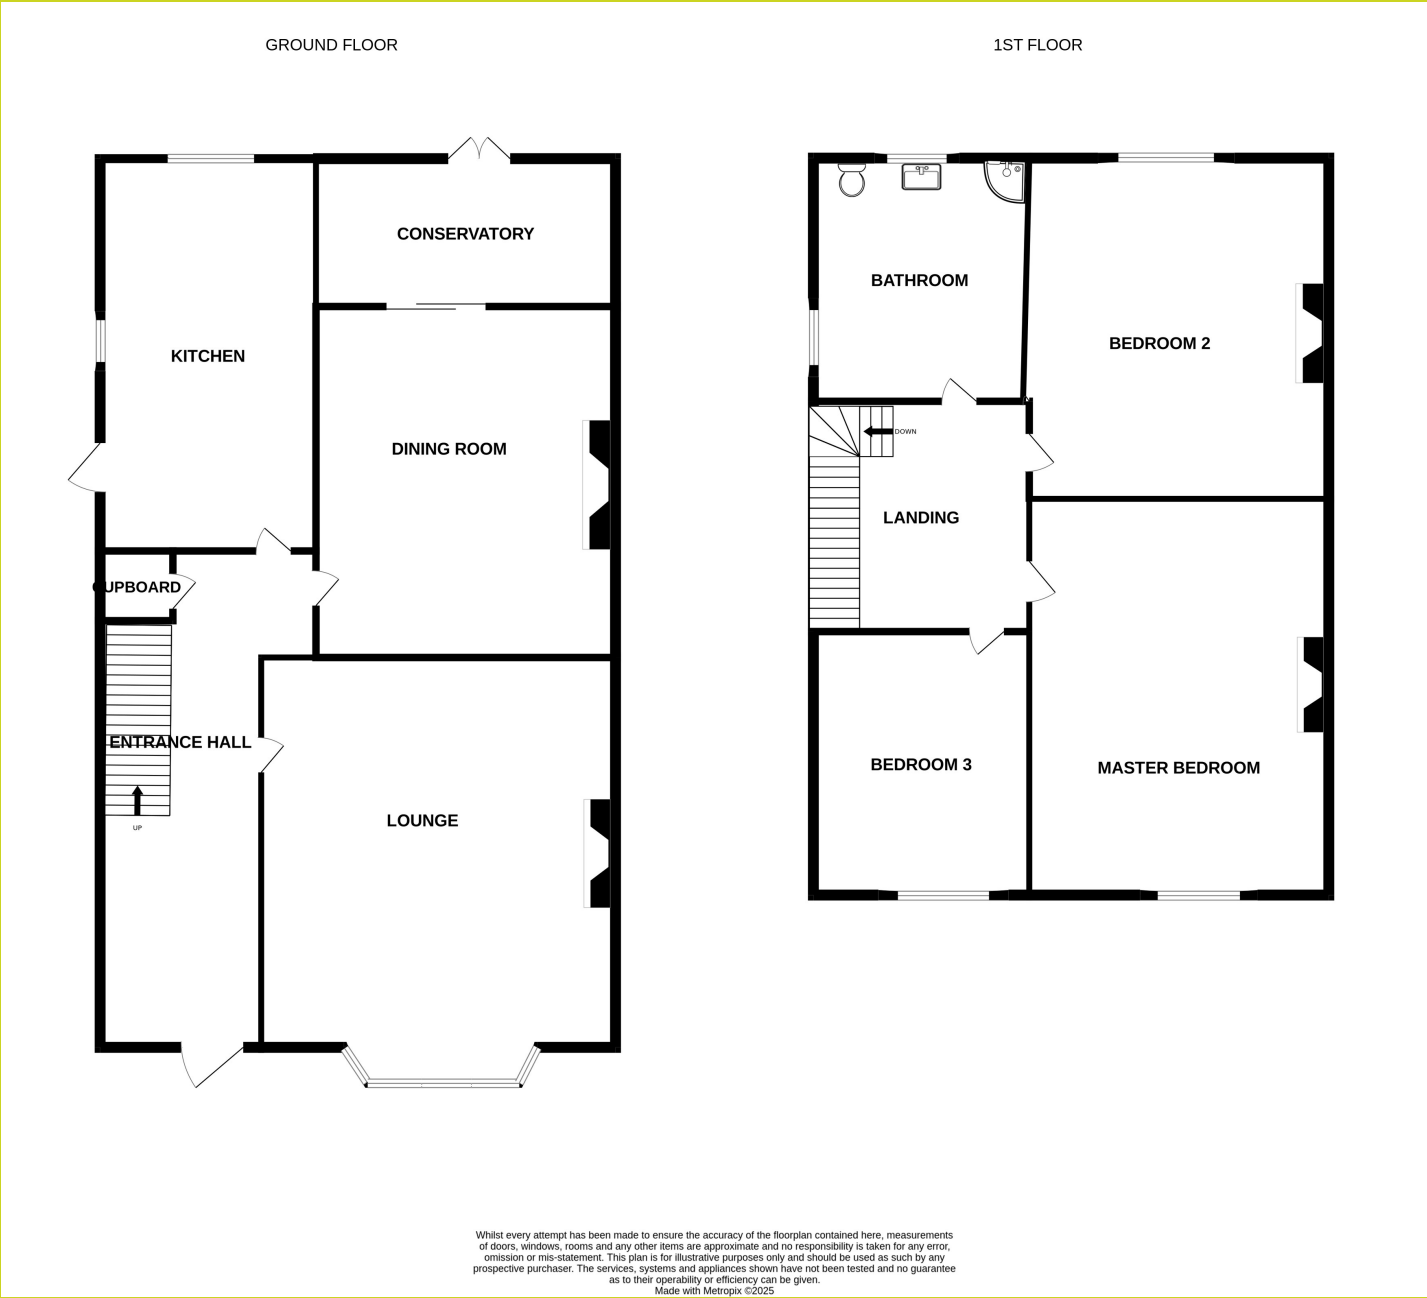 GROUND FLOOR
1ST FLOOR
CONSERVATORY
KITCHEN
DINING ROOM
CUPBOARD
ENTRANCE HALL
UP
LOUNGE
BATHROOM
BEDROOM 2
DOWN
LANDING
BEDROOM 3
MASTER BEDROOM
Whilst every attempt has been made to ensure the accuracy of the floorplan contained here, measurements
of doors, windows, rooms and any other items are approximate and no responsibility is taken for any error,
omission or mis-statement. This plan is for illustrative purposes only and should be used as such by any
prospective purchaser. The services, systems and appliances shown have not been tested and no guarantee
as to their operability or efficiency can be given.
Made with Metropix ©2025